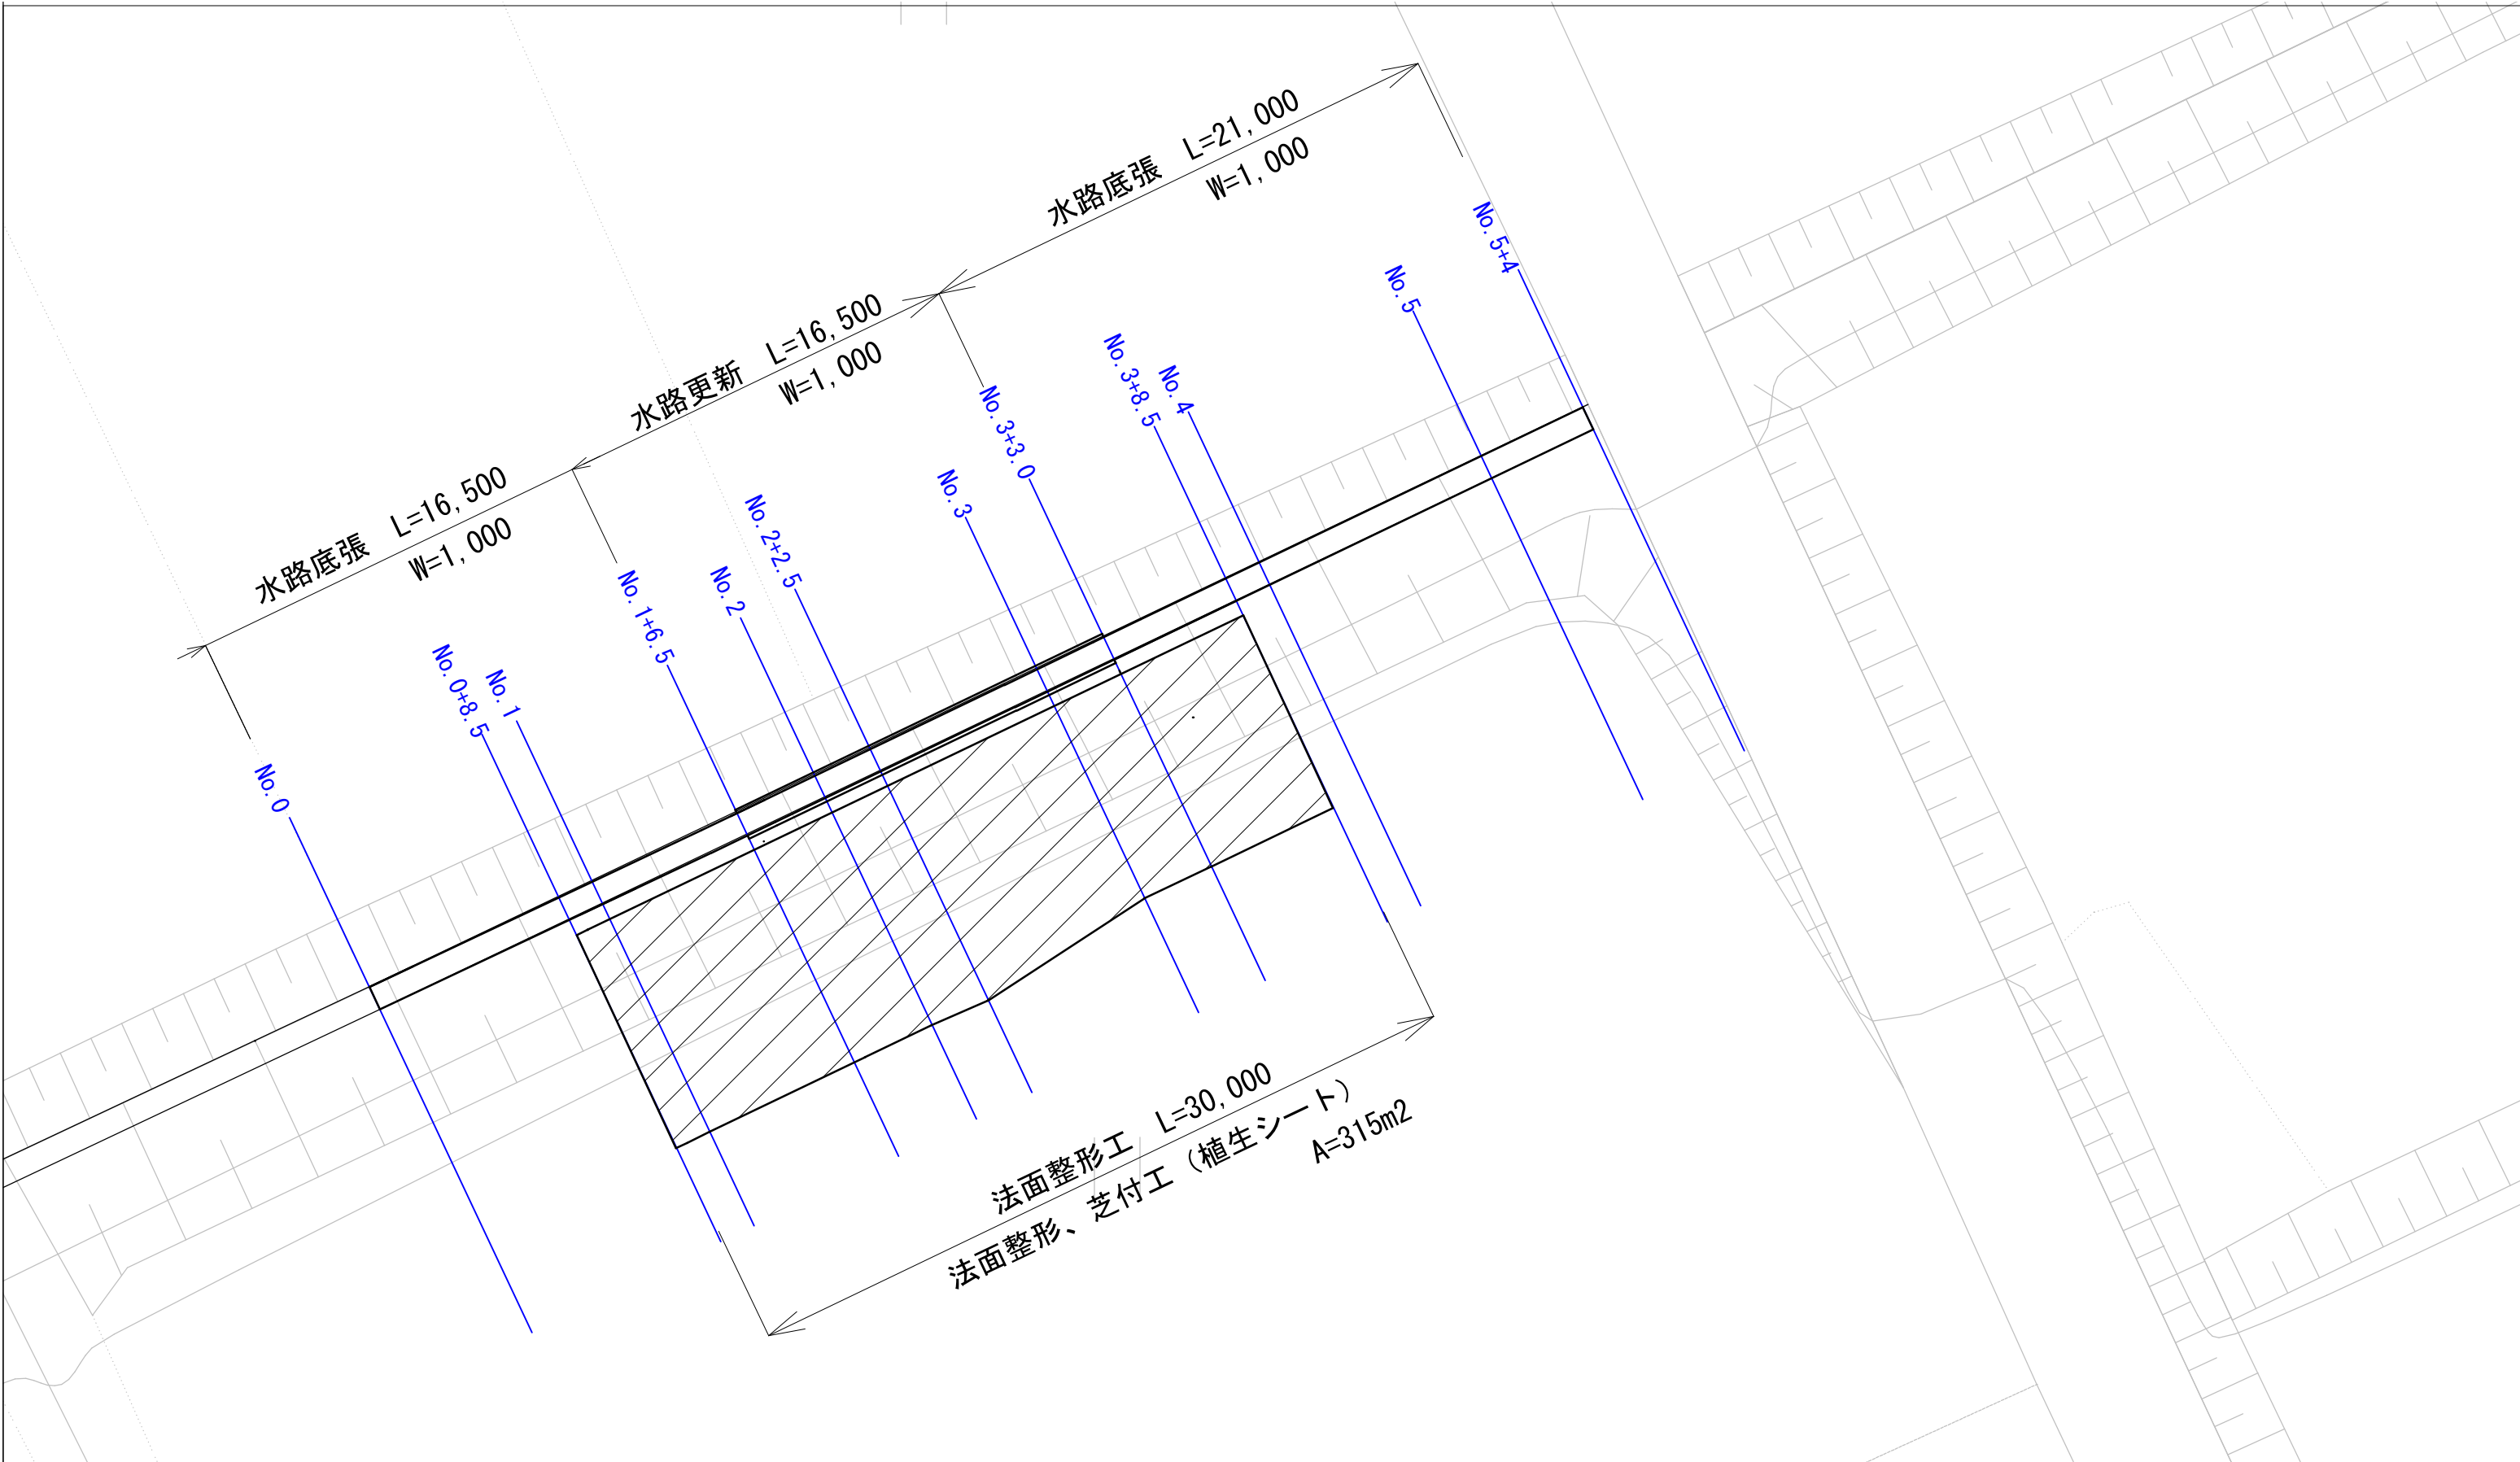 水路底張　L=21,000
W=1,000
水路更新　L=16,500
W=1,000
水路底張　L=16,500
W=1,000
No.0
No.0+8.5
No.1
No.1+6.5
No.2
No.2+2.5
No.3
No.3+3.0
No.3+8.5
No.4
No.5
No.5+4
法面整形工　L=30,000
法面整形、芝付工（植生シート）
A=315m2